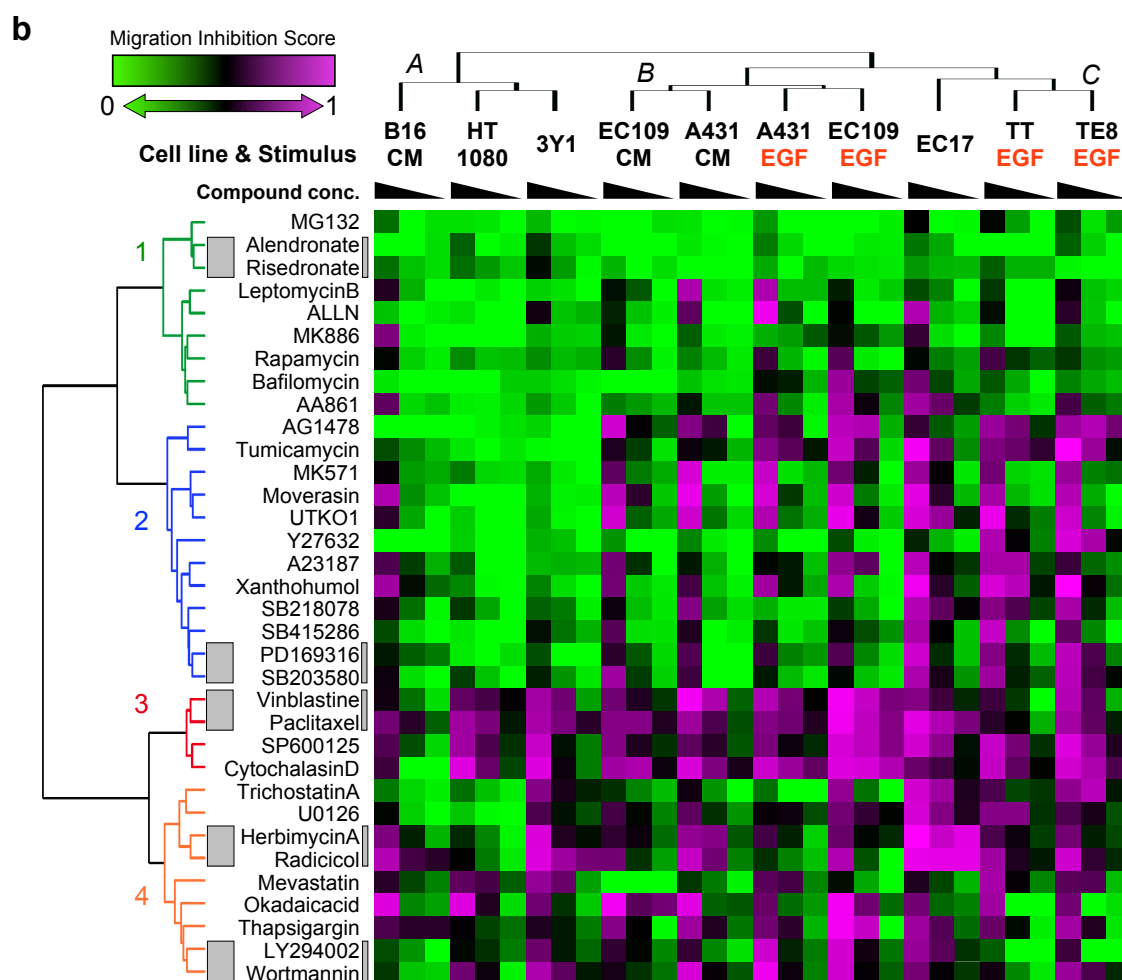 b
Migration Inhibition Score
0 1
A B C
B16 CM
HT 1080
3Y1
EC109 CM
A431 CM
A431 EGF
EC109 EGF
EC17
TT EGF
TE8 EGF
Cell line & Stimulus
Compound conc.
1
MG132
Alendronate
Risedronate
LeptomycinB
ALLN
MK886
Rapamycin
Bafilomycin
AA861
2
AG1478
Tumicamycin
MK571
Moverasin
UTKO1
Y27632
A23187
Xanthohumol
SB218078
SB415286
PD169316
SB203580
3
Vinblastine
Paclitaxel
SP600125
CytochalasinD
4
TrichostatinA
U0126
HerbimycinA
Radicicol
Mevastatin
Okadaicacid
Thapsigargin
LY294002
Wortmannin